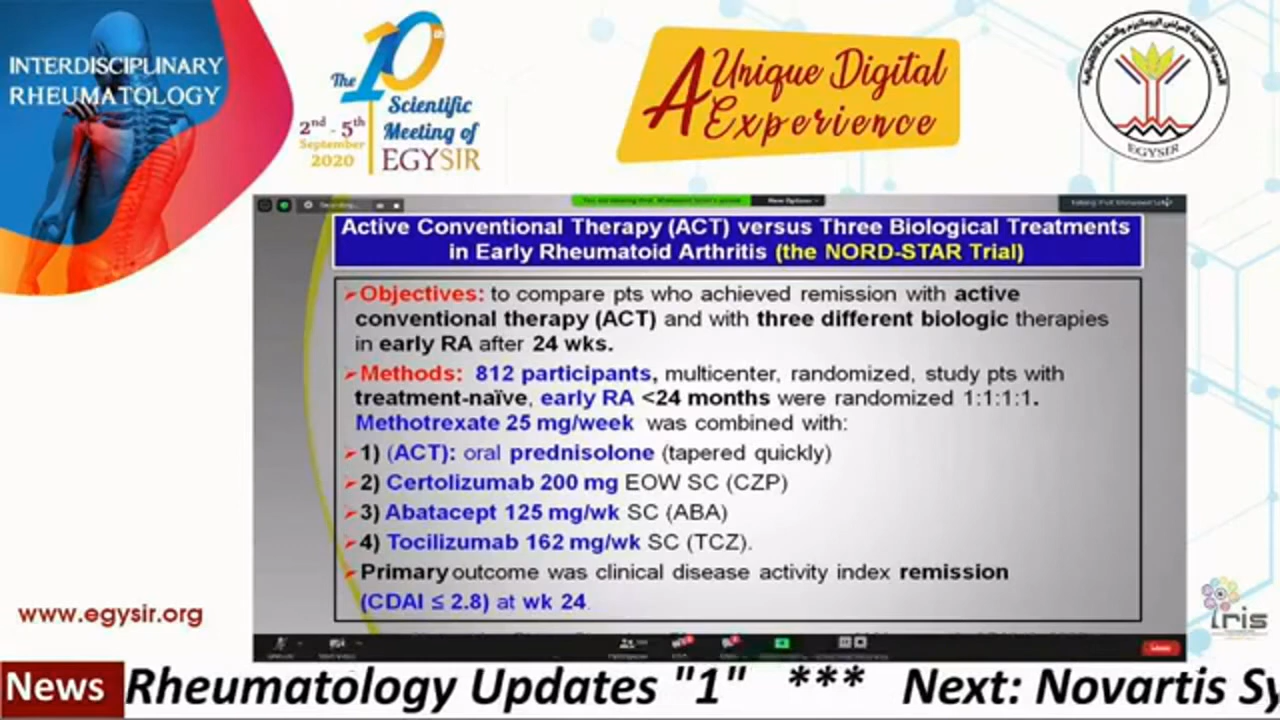 INTERDISCIPLINARY
RHEUMATOLOGY
The 10th
Scientific
Meeting of
EGYSIR
2nd - 5th
September
2020
A Unique Digital
Experience
EGYSIR
Active Conventional Therapy (ACT) versus Three Biological Treatments
in Early Rheumatoid Arthritis (the NORD-STAR Trial)
➢Objectives: to compare pts who achieved remission with active
conventional therapy (ACT) and with three different biologic therapies
in early RA after 24 wks.
➢Methods: 812 participants, multicenter, randomized, study pts with
treatment-naïve, early RA <24 months were randomized 1:1:1:1.
Methotrexate 25 mg/week was combined with:
➢1) (ACT): oral prednisolone (tapered quickly)
➢2) Certolizumab 200 mg EOW SC (CZP)
➢3) Abatacept 125 mg/wk SC (ABA)
➢4) Tocilizumab 162 mg/wk SC (TCZ).
➢Primary outcome was clinical disease activity index remission
(CDAI ≤ 2.8) at wk 24.
www.egysir.org
iris
News Rheumatology Updates "1" *** Next: Novartis Sy